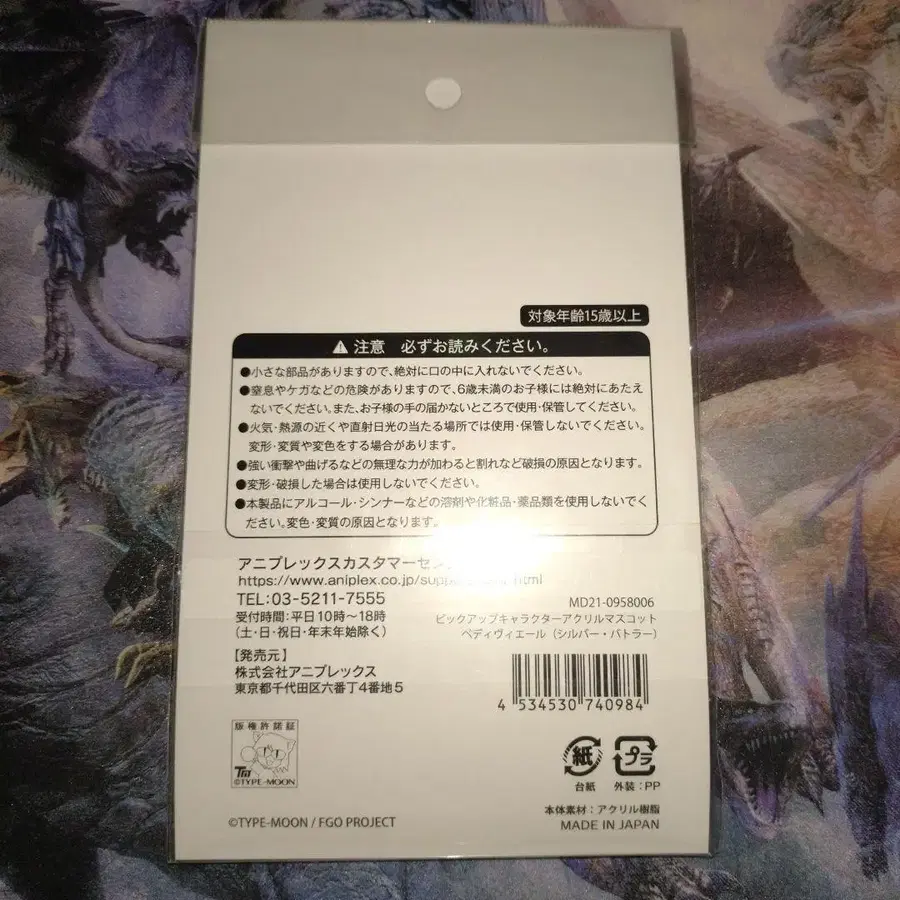 対象年齢15歳以上
⚠ 注意 必ずお読みください。
●小さな部品がありますので、絶対に口の中に入れないでください。
●窒息やケガなどの危険がありますので、6歳未満のお子様には絶対にあたえ
ないでください。また、お子様の手の届かないところで使用・保管してください。
●火気・熱源の近くや直射日光の当たる場所では使用・保管しないでください。
変形・変質や変色をする場合があります。
●強い衝撃や曲げるなどの無理な力が加わると割れなど破損の原因となります。
●変形・破損した場合は使用しないでください。
●本製品にアルコール・シンナーなどの溶剤や化粧品・薬品類を使用しないでく
ださい。変色・変質の原因となります。
アニプレックスカスタマーセン
https://www.aniplex.co.jp/supp html
TEL:03-5211-7555
受付時間:平日10時〜18時
(土・日・祝日・年末年始除く)
【発売元】
株式会社アニプレックス
東京都千代田区六番丁4番地5
MD21-0958006
ピックアップキャラクターアクリルマスコット
ベディヴィエール(シルバー・バトラー)
4 534530 740984
版権許諾証
TM
©TYPE-MOON
紙
台紙
プラ
外装:PP
本体素材:アクリル樹脂
MADE IN JAPAN
©TYPE-MOON / FGO PROJECT